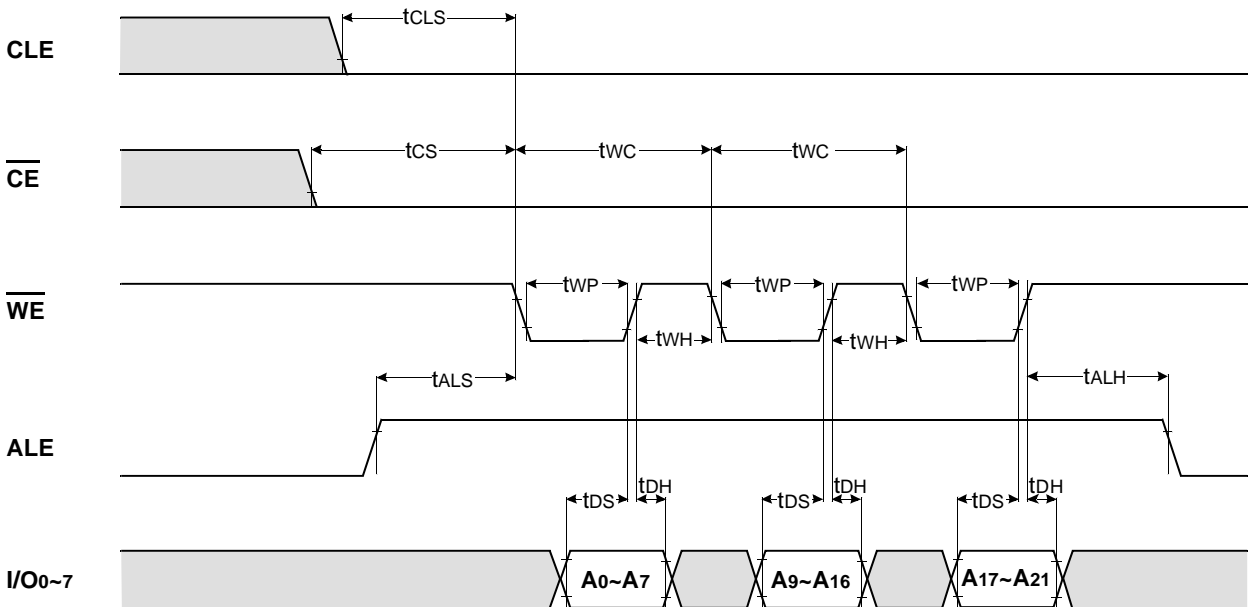 CLE
tCLS
CE
tCS
tWC
tWC
WE
tWP
tWP
tWP
tWH
tWH
tALS
tALH
ALE
tDS
tDH
tDS
tDH
tDS
tDH
I/O0~7
A0~A7
A9~A16
A17~A21